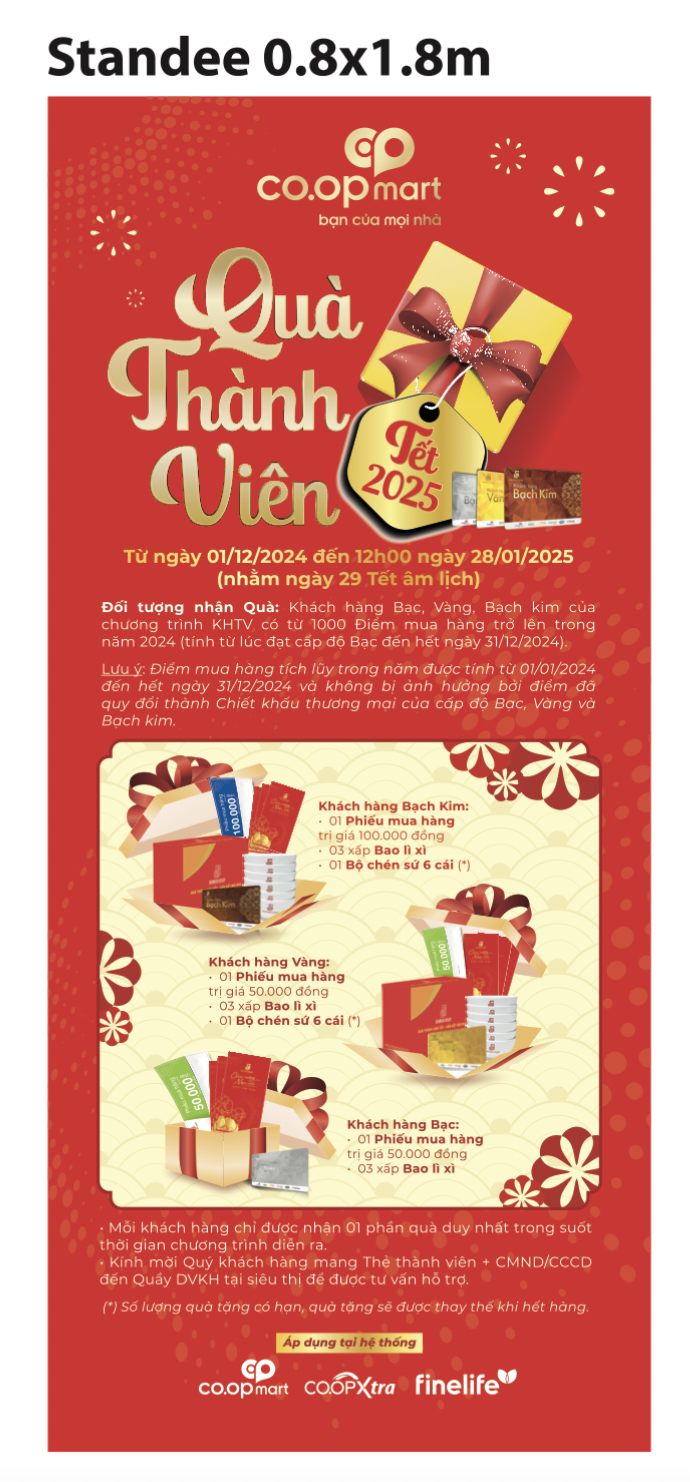 Standee 0.8x1.8m
co.opmart
bạn của mọi nhà
Quà
Thành
Viên
Tết
2025
Bạch Kim
Từ ngày 01/12/2024 đến 12h00 ngày 28/01/2025
(nhằm ngày 29 Tết âm lịch)
Đối tượng nhận Quà: Khách hàng Bạc, Vàng, Bạch kim của
chương trình KHTV có từ 1000 Điểm mua hàng trở lên trong
năm 2024 (tính từ lúc đạt cấp độ Bạc đến hết ngày 31/12/2024).
Lưu ý: Điểm mua hàng tích lũy trong năm được tính từ 01/01/2024
đến hết ngày 31/12/2024 và không bị ảnh hưởng bởi điểm đã
quy đổi thành Chiết khấu thương mại của cấp độ Bạc, Vàng và
Bạch kim.
100.000
Bạch Kim
Khách hàng Bạch Kim:
• 01 Phiếu mua hàng
trị giá 100.000 đồng
• 03 xấp Bao lì xì
• 01 Bộ chén sứ 6 cái (*)
50.000
Khách hàng Vàng:
• 01 Phiếu mua hàng
trị giá 50.000 đồng
• 03 xấp Bao lì xì
• 01 Bộ chén sứ 6 cái (*)
50.000
Khách hàng Bạc:
• 01 Phiếu mua hàng
trị giá 50.000 đồng
• 03 xấp Bao lì xì
• Mỗi khách hàng chỉ được nhận 01 phần quà duy nhất trong suốt
thời gian chương trình diễn ra.
• Kính mời Quý khách hàng mang Thẻ thành viên + CMND/CCCD
đến Quầy DVKH tại siêu thị để được tư vấn hỗ trợ.
(*) Số lượng quà tặng có hạn, quà tặng sẽ được thay thế khi hết hàng.
Áp dụng tại hệ thống
co.opmart CO.OPXtra finelife